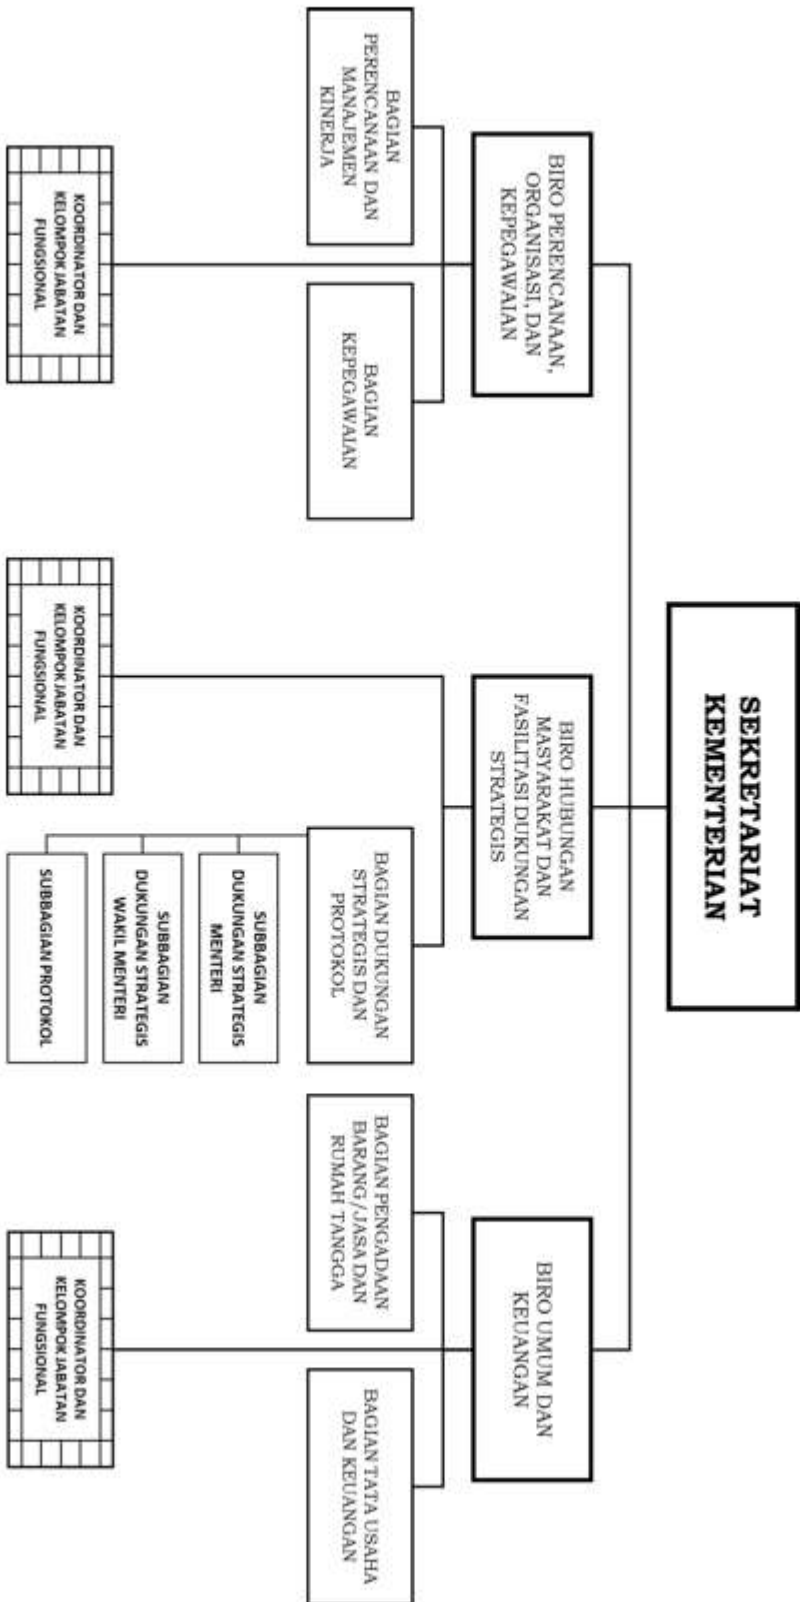 SEKRETARIAT
KEMENTERIAN
BIRO PERENCANAAN,
ORGANISASI, DAN
KEPEGAWAIAN
BIRO HUBUNGAN
MASYARAKAT DAN
FASILITASI DUKUNGAN
STRATEGIS
BIRO UMUM DAN
KEUANGAN
BAGIAN
PERENCANAAN DAN
MANAJEMEN
KINERJA
BAGIAN
KEPEGAWAIAN
BAGIAN DUKUNGAN
STRATEGIS DAN
PROTOKOL
BAGIAN PENGADAAN
BARANG/JASA DAN
RUMAH TANGGA
BAGIAN TATA USAHA
DAN KEUANGAN
SUBBAGIAN
DUKUNGAN STRATEGIS
MENTERI
SUBBAGIAN
DUKUNGAN STRATEGIS
WAKIL MENTERI
SUBBAGIAN PROTOKOL
KOORDINATOR DAN
KELOMPOK JABATAN
FUNGSIONAL
KOORDINATOR DAN
KELOMPOK JABATAN
FUNGSIONAL
KOORDINATOR DAN
KELOMPOK JABATAN
FUNGSIONAL